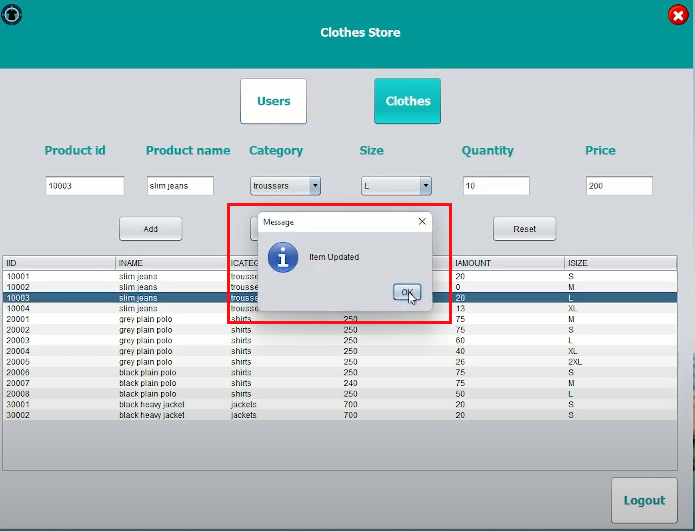 Clothes Store
Users Clothes
Product id Product name Category Size Quantity Price
10003 slim jeans troussers L 10 200
Add Reset
Message
Item Updated
OK
IID INAME ICATEG IAMOUNT ISIZE
10001 slim jeans trousse 20 S
10002 slim jeans trousse 0 M
10003 slim jeans trousse 20 L
10004 slim jeans trousse 13 XL
20001 grey plain polo shirts 250 75 M
20002 grey plain polo shirts 250 75 S
20003 grey plain polo shirts 250 60 L
20004 grey plain polo shirts 250 40 XL
20005 grey plain polo shirts 250 26 2XL
20006 black plain polo shirts 250 75 S
20007 black plain polo shirts 240 75 M
20008 black plain polo shirts 250 50 L
30001 black heavy jacket jackets 700 20 S
30002 black heavy jacket jackets 700 20 S
Logout